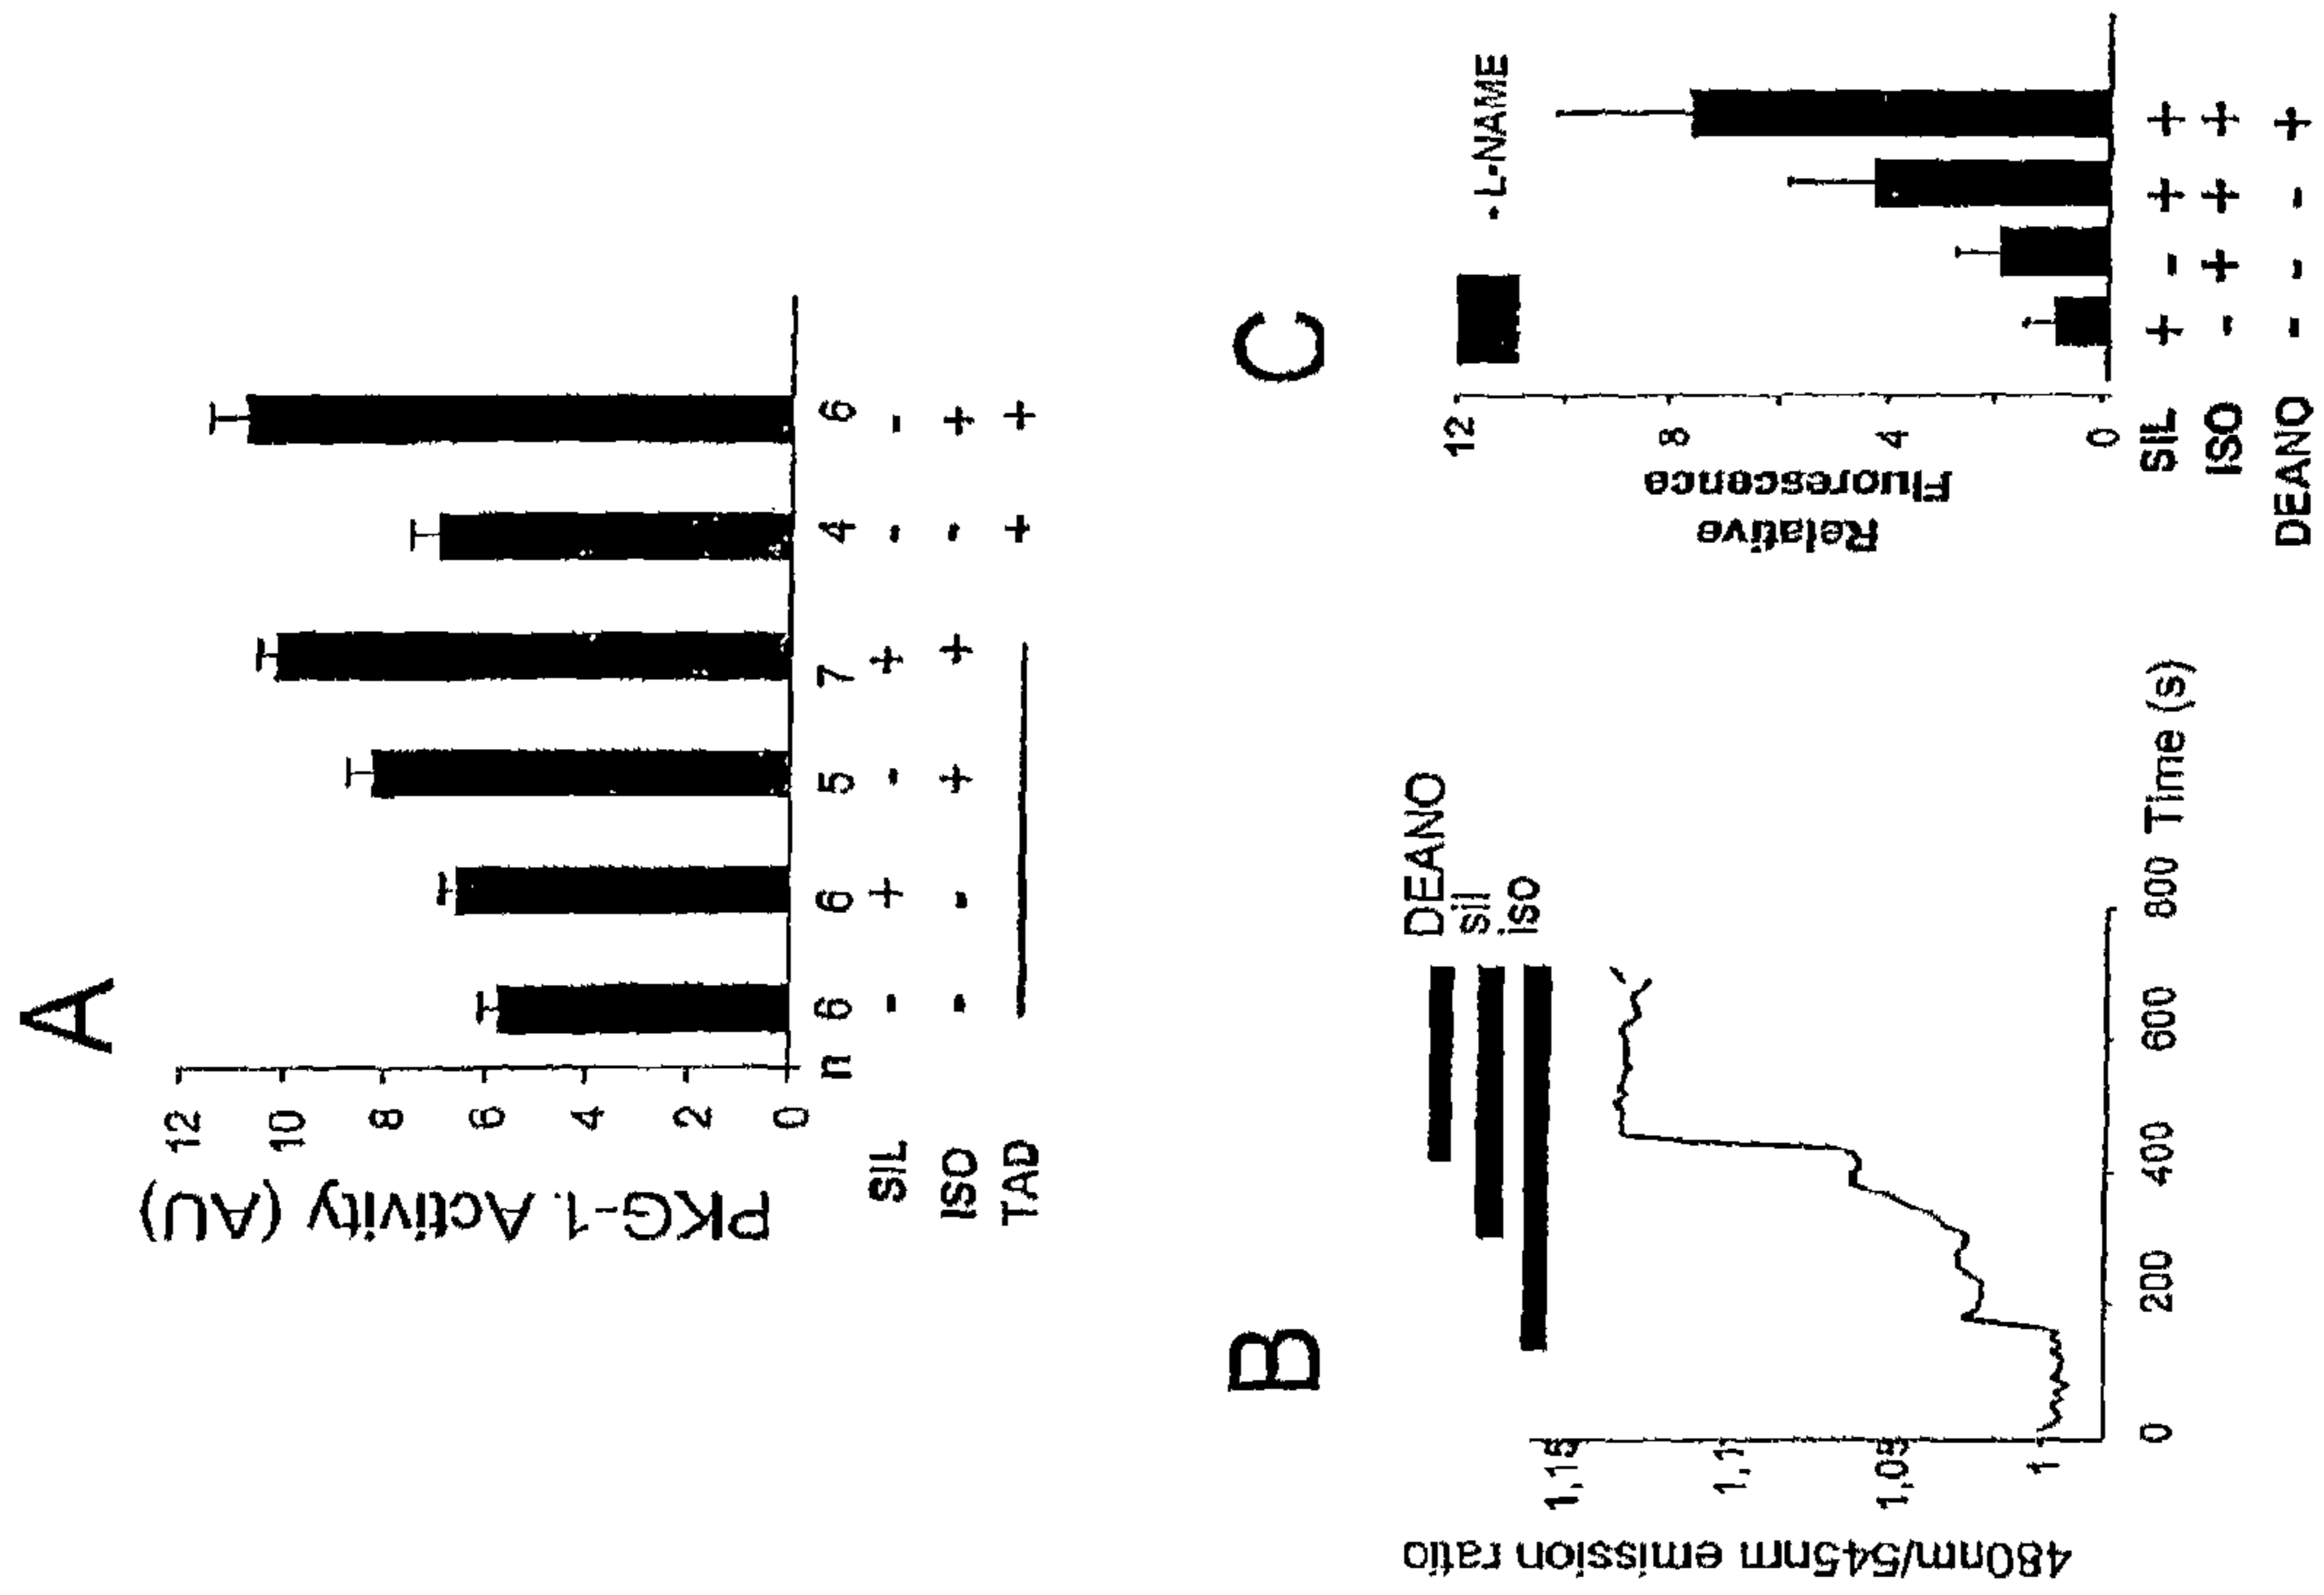 A
PKG-1. Activity (AU)
12
10
8
6
4
2
0
n 6 6 5 7 4 6
SIL - + - + - -
ISO - - + + - +
TAD + +
B
480nm/545nm emission ratio
1,15
1,1
1,05
1
DEANO
sil
iso
0 200 400 600 800 Time (s)
C
Relative
Fluorescence
12
8
4
0
- L-NAME
SIL + - + +
ISO - + + +
DEANO - - - +